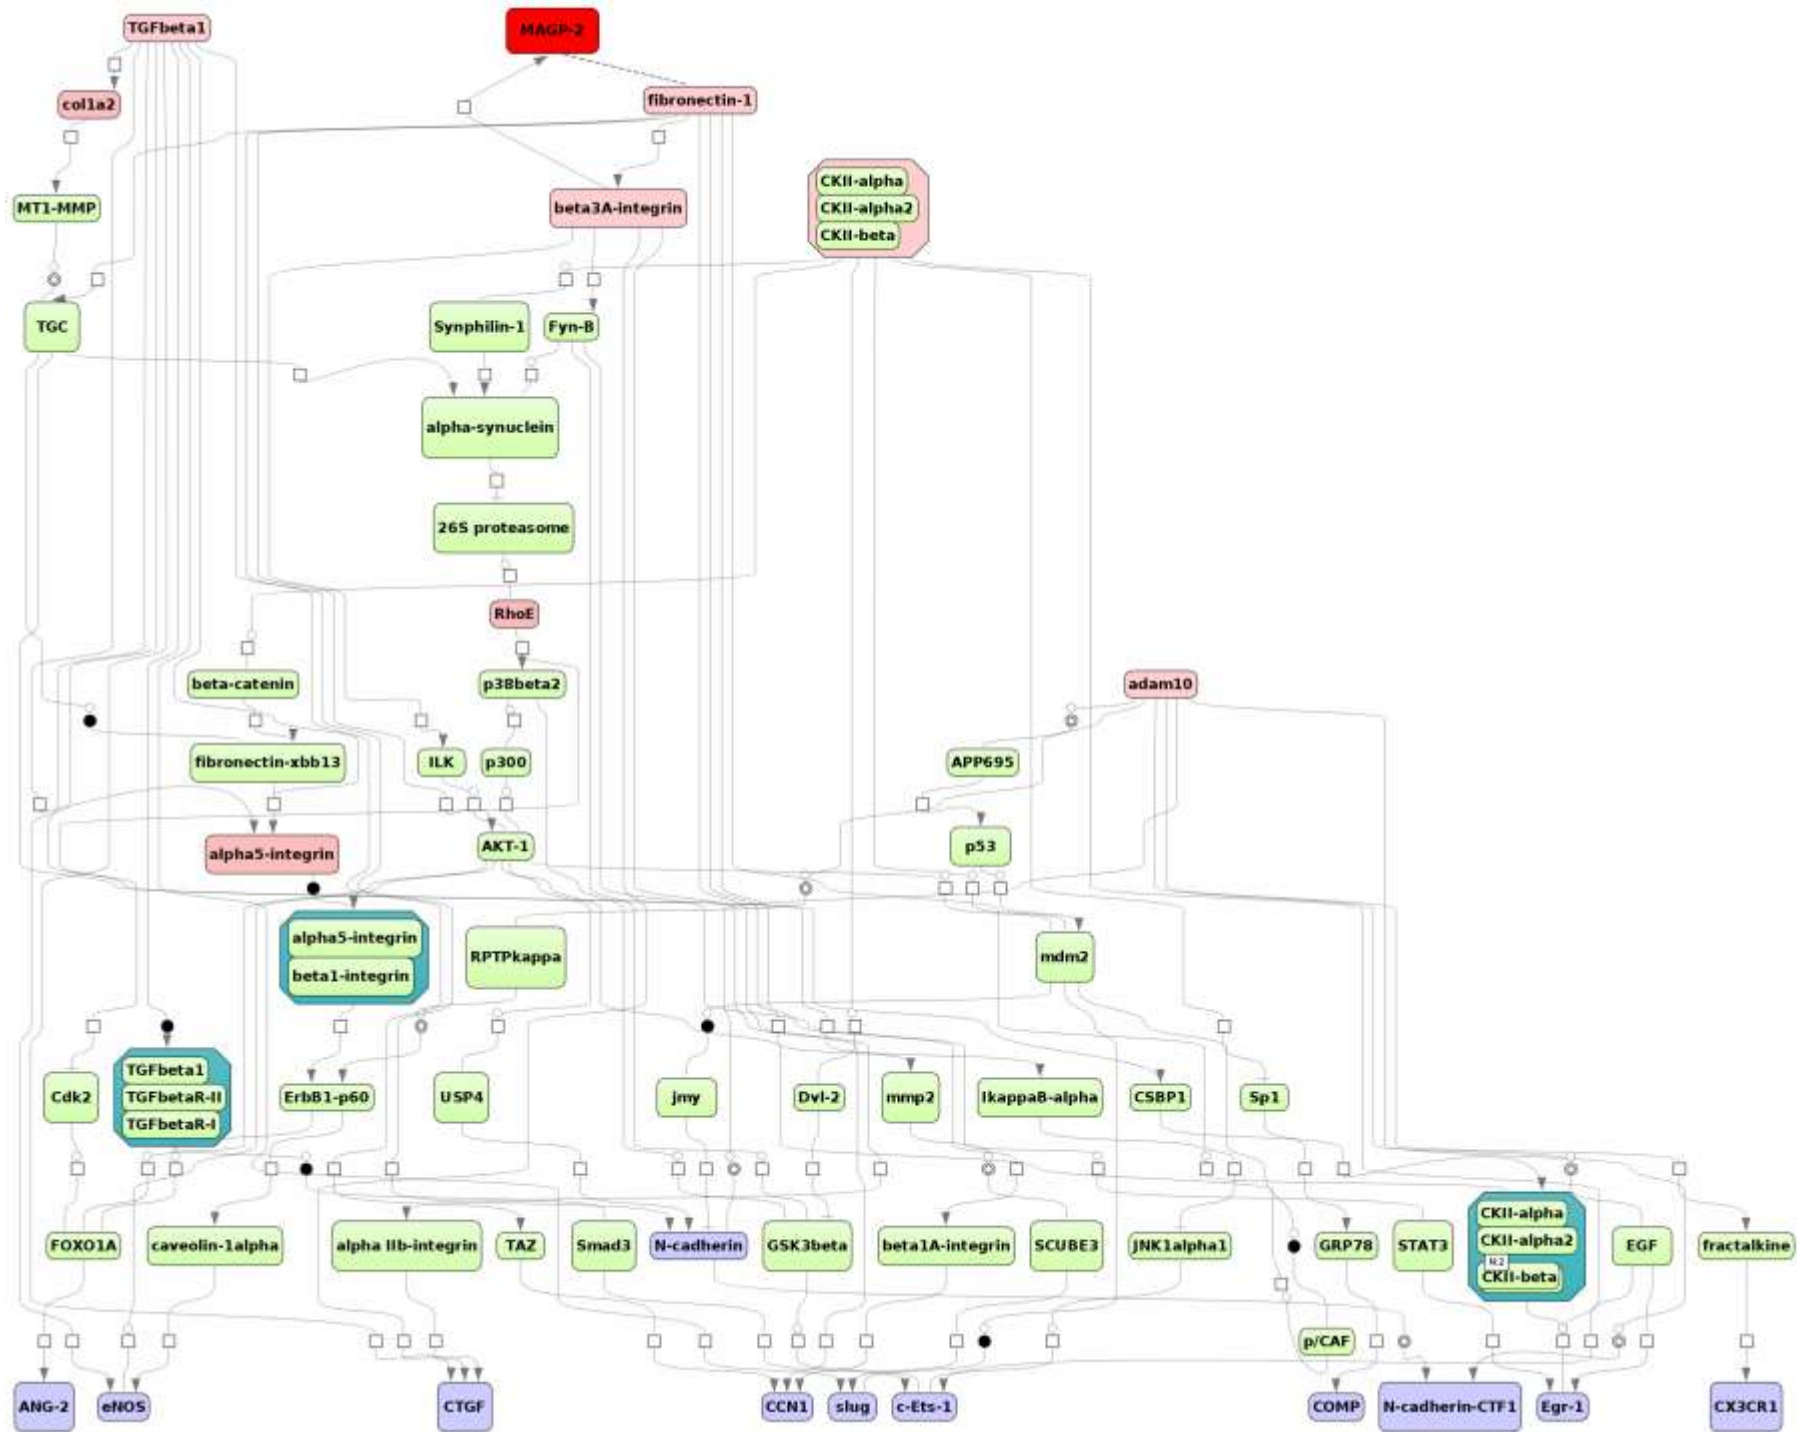 TGFbeta1
MAGP-2
col1a2
fibronectin-1
CKII-alpha
CKII-alpha2
CKII-beta
MT1-MMP
beta3A-integrin
TGC
Synphilin-1
Fyn-B
alpha-synuclein
26S proteasome
RhoE
beta-catenin
p38beta2
adam10
fibronectin-xbb13
ILK
p300
APP695
alpha5-integrin
AKT-1
p53
alpha5-integrin
beta1-integrin
RPTPkappa
mdm2
Cdk2
TGFbeta1
TGFbetaR-II
TGFbetaR-I
ErbB1-p60
USP4
jmy
Dvl-2
mmp2
IkappaB-alpha
CSBP1
Sp1
FOXO1A
caveolin-1alpha
alpha IIb-integrin
TAZ
Smad3
N-cadherin
GSK3beta
beta1A-integrin
SCUBE3
JNK1alpha1
GRP78
STAT3
CKII-alpha
CKII-alpha2
N:2
CKII-beta
EGF
fractalkine
p/CAF
ANG-2
eNOS
CTGF
CCN1
slug
c-Ets-1
COMP
N-cadherin-CTF1
Egr-1
CX3CR1